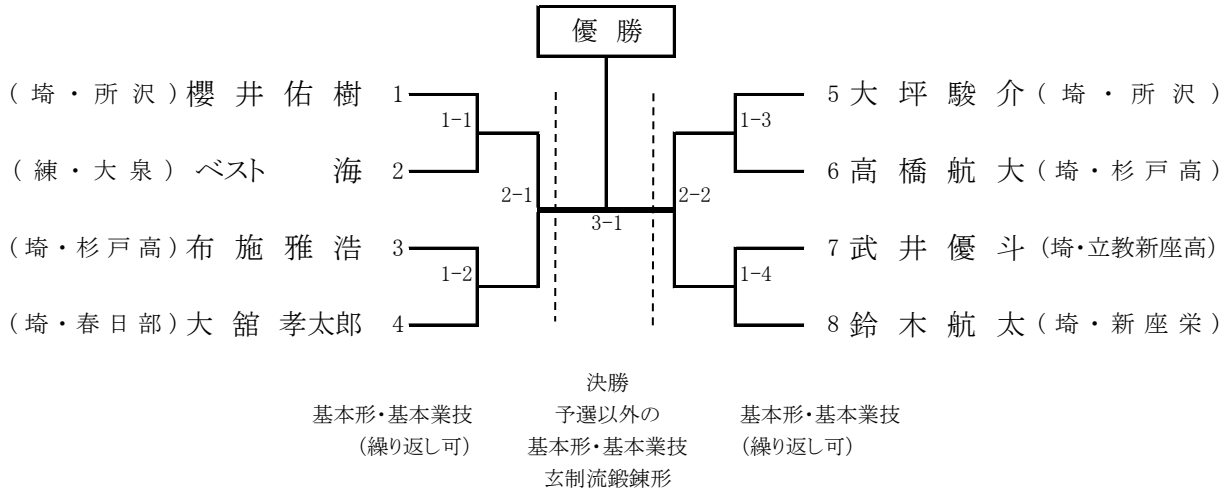 優勝
(埼・所沢) 櫻井佑樹 1
1-1
(練・大泉) ベスト 海 2
2-1
(埼・杉戸高) 布施雅浩 3
1-2
(埼・春日部) 大舘孝太郎 4
3-1
5 大坪駿介 (埼・所沢)
1-3
6 高橋航大 (埼・杉戸高)
2-2
7 武井優斗 (埼・立教新座高)
1-4
8 鈴木航太 (埼・新座栄)
基本形・基本業技
(繰り返し可)
決勝
予選以外の
基本形・基本業技
玄制流鍛錬形
基本形・基本業技
(繰り返し可)